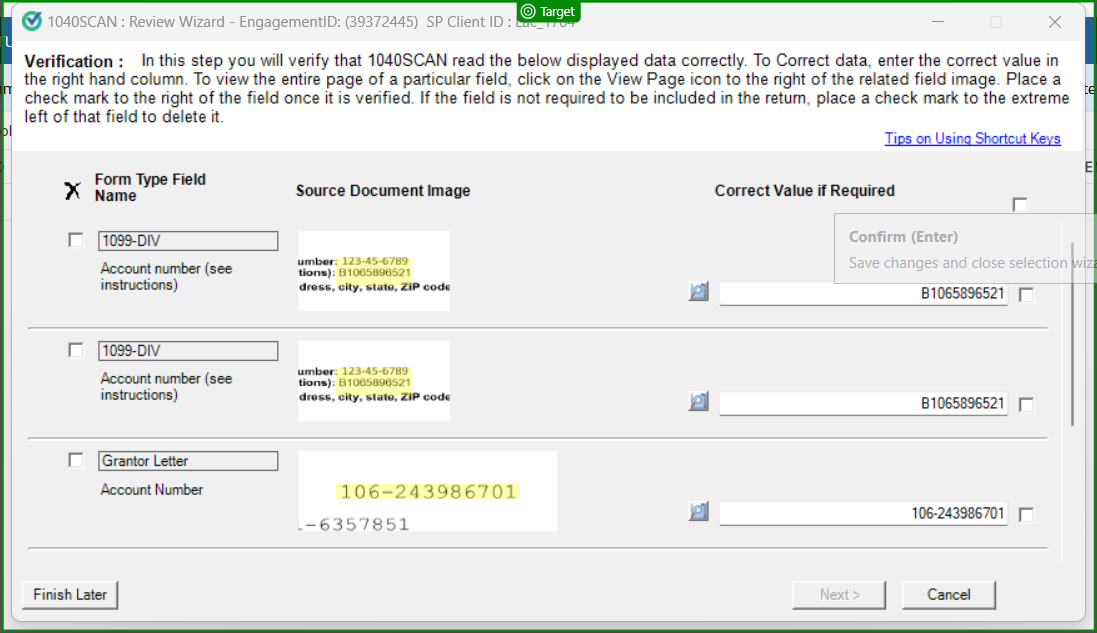 1040SCAN : Review Wizard - EngagementID: (39372445) SP Client ID :
Target
Verification : In this step you will verify that 1040SCAN read the below displayed data correctly. To Correct data, enter the correct value in
the right hand column. To view the entire page of a particular field, click on the View Page icon to the right of the related field image. Place a
check mark to the right of the field once it is verified. If the field is not required to be included in the return, place a check mark to the extreme
left of that field to delete it.
Tips on Using Shortcut Keys
Form Type Field
Name
Source Document Image
Correct Value if Required
Confirm (Enter)
Save changes and close selection wiza
1099-DIV
Account number (see
instructions)
umber: 123-45-6789
tions): B1065896521
dress, city, state, ZIP code
B1065896521
1099-DIV
Account number (see
instructions)
umber: 123-45-6789
tions): B1065896521
dress, city, state, ZIP code
B1065896521
Grantor Letter
Account Number
106-243986701
-6357851
106-243986701
Finish Later
Next >
Cancel